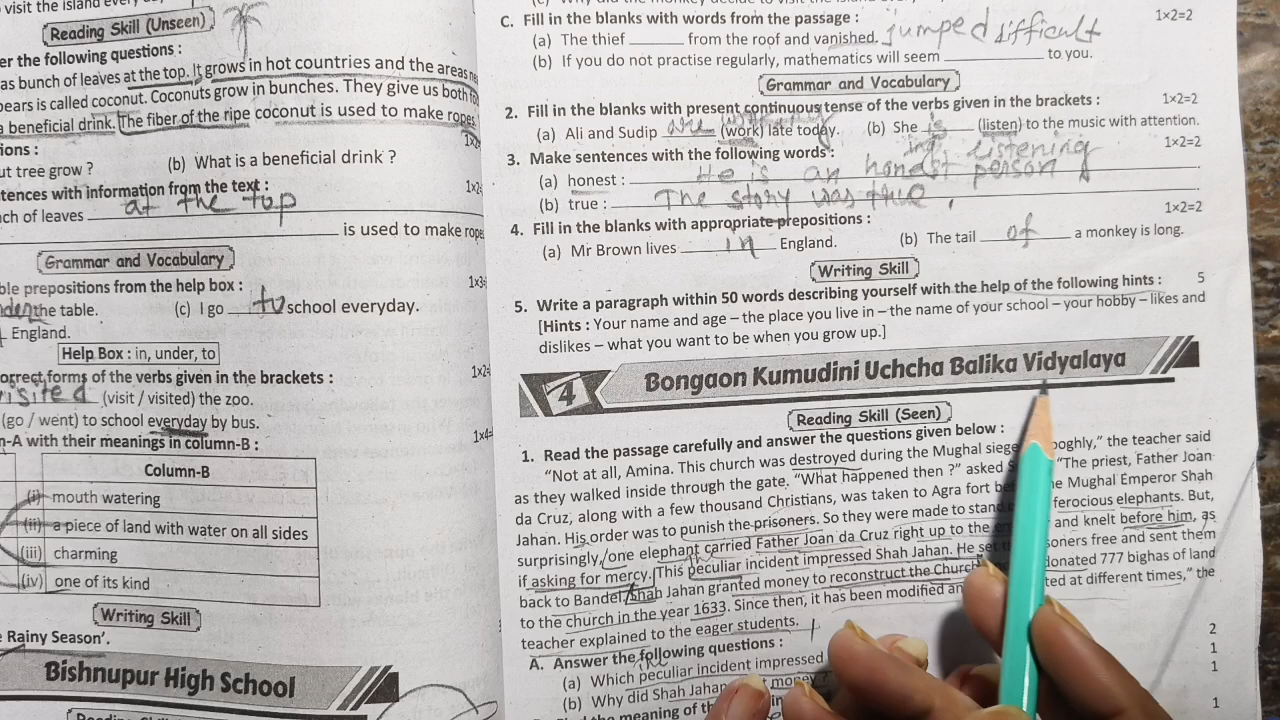 visit the island every
Reading Skill (Unseen)
er the following questions :
as bunch of leaves at the top. It grows in hot countries and the areas
bears is called coconut. Coconuts grow in bunches. They give us both
a beneficial drink. The fiber of the ripe coconut is used to make ropes
ions :
ut tree grow ? (b) What is a beneficial drink ?
tences with information from the text :
nch of leaves at the top
is used to make rope
Grammar and Vocabulary
ble prepositions from the help box : 1x3
the table. (c) I go to school everyday.
England.
Help Box : in, under, to
orrect forms of the verbs given in the brackets : 1x2
visited (visit / visited) the zoo.
(go / went) to school everyday by bus.
n-A with their meanings in column-B : 1x4
Column-B
(i) mouth watering
(ii) a piece of land with water on all sides
(iii) charming
(iv) one of its kind
Writing Skill
e Rainy Season'.
Bishnupur High School
C. Fill in the blanks with words from the passage : 1×2=2
(a) The thief ______ from the roof and vanished. jumped difficult
(b) If you do not practise regularly, mathematics will seem ______ to you.
Grammar and Vocabulary
2. Fill in the blanks with present continuous tense of the verbs given in the brackets : 1×2=2
(a) Ali and Sudip are (work) late today. (b) She is (listen) to the music with attention.
listening
3. Make sentences with the following words : 1×2=2
(a) honest : He is an honest person
(b) true : The story was true
4. Fill in the blanks with appropriate prepositions : 1×2=2
(a) Mr Brown lives in England. (b) The tail of a monkey is long.
Writing Skill
5. Write a paragraph within 50 words describing yourself with the help of the following hints : 5
[Hints : Your name and age – the place you live in – the name of your school – your hobby – likes and
dislikes – what you want to be when you grow up.]
4 Bongaon Kumudini Uchcha Balika Vidyalaya
Reading Skill (Seen)
1. Read the passage carefully and answer the questions given below :
"Not at all, Amina. This church was destroyed during the Mughal siege ooghly," the teacher said
as they walked inside through the gate. "What happened then ?" asked "The priest, Father Joan
da Cruz, along with a few thousand Christians, was taken to Agra fort Mughal Emperor Shah
Jahan. His order was to punish the prisoners. So they were made to stand ferocious elephants. But,
surprisingly, one elephant carried Father Joan da Cruz right up to the and knelt before him, as
if asking for mercy. This peculiar incident impressed Shah Jahan. He set soners free and sent them
back to Bandel. Shah Jahan granted money to reconstruct the Church donated 777 bighas of land
to the church in the year 1633. Since then, it has been modified ted at different times," the
teacher explained to the eager students.
A. Answer the following questions : 2
(a) Which peculiar incident impressed 1
(b) Why did Shah Jahan money ? 1
the meaning of 1